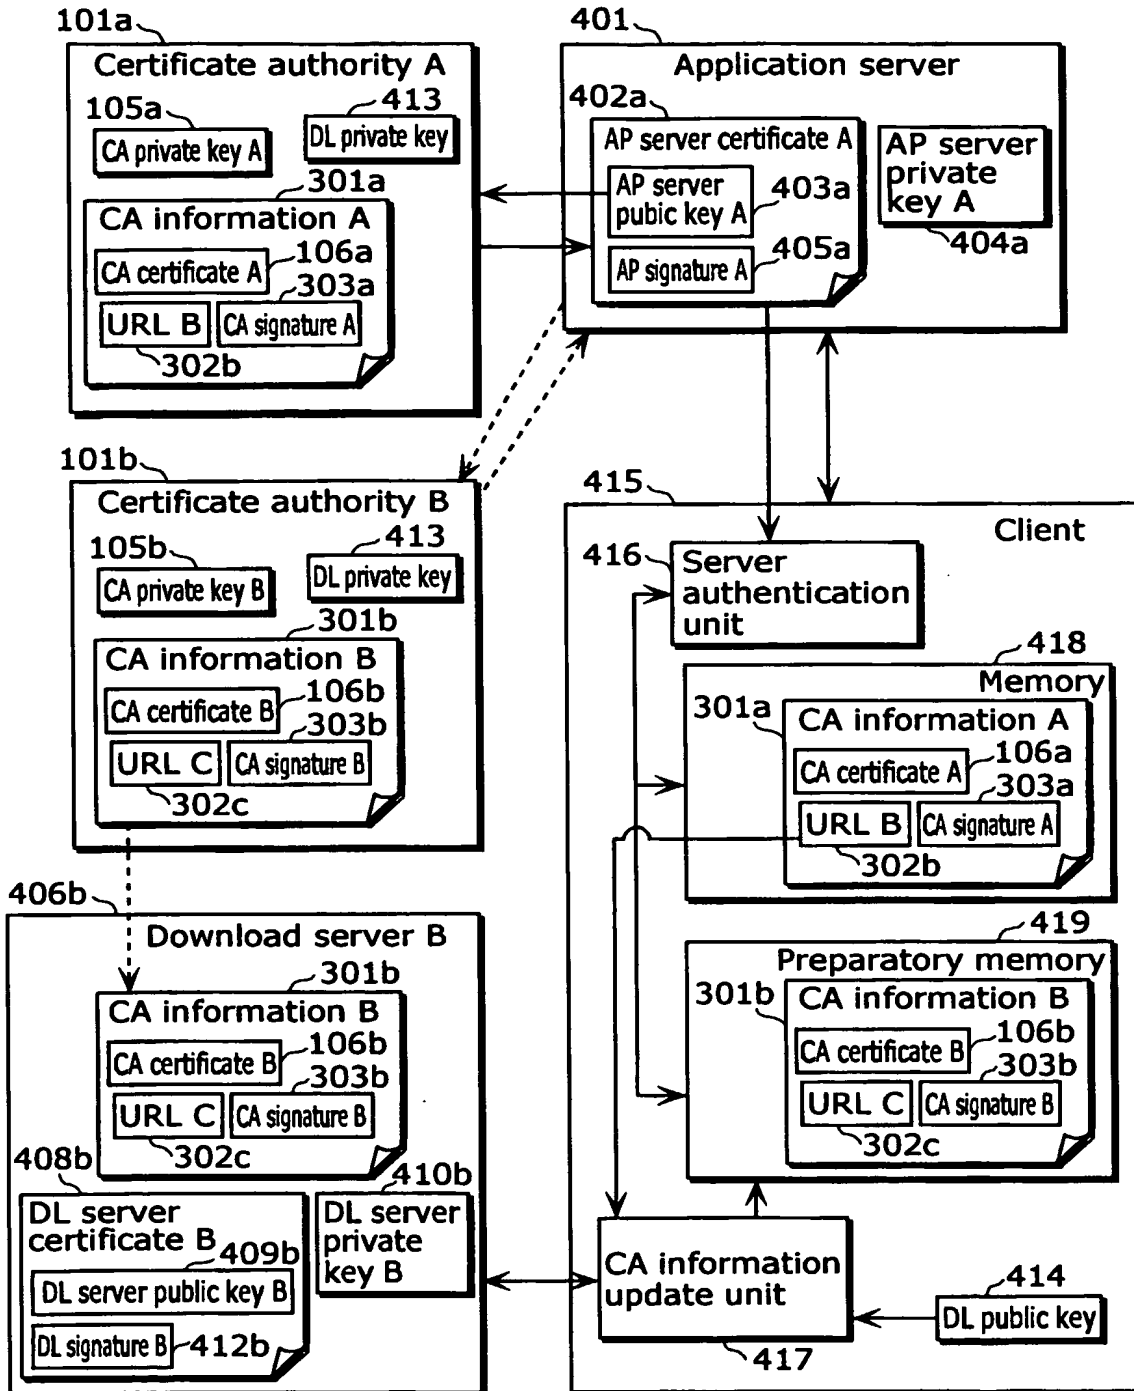 101a
Certificate authority A
105a
413
CA private key A
DL private key
301a
CA information A
106a
CA certificate A
303a
URL B
CA signature A
302b
401
Application server
402a
AP server certificate A
AP server
pubic key A
403a
AP signature A
405a
AP server
private
key A
404a
101b
Certificate authority B
105b
413
CA private key B
DL private key
301b
CA information B
106b
CA certificate B
303b
URL C
CA signature B
302c
406b
Download server B
301b
CA information B
106b
CA certificate B
303b
URL C
CA signature B
302c
408b
DL server
certificate B
409b
DL server public key B
DL signature B
412b
410b
DL server
private
key B
415
Client
416
Server
authentication
unit
418
Memory
301a
CA information A
106a
CA certificate A
303a
URL B
CA signature A
302b
419
Preparatory memory
301b
CA information B
106b
CA certificate B
303b
URL C
CA signature B
302c
CA information
update unit
417
414
DL public key